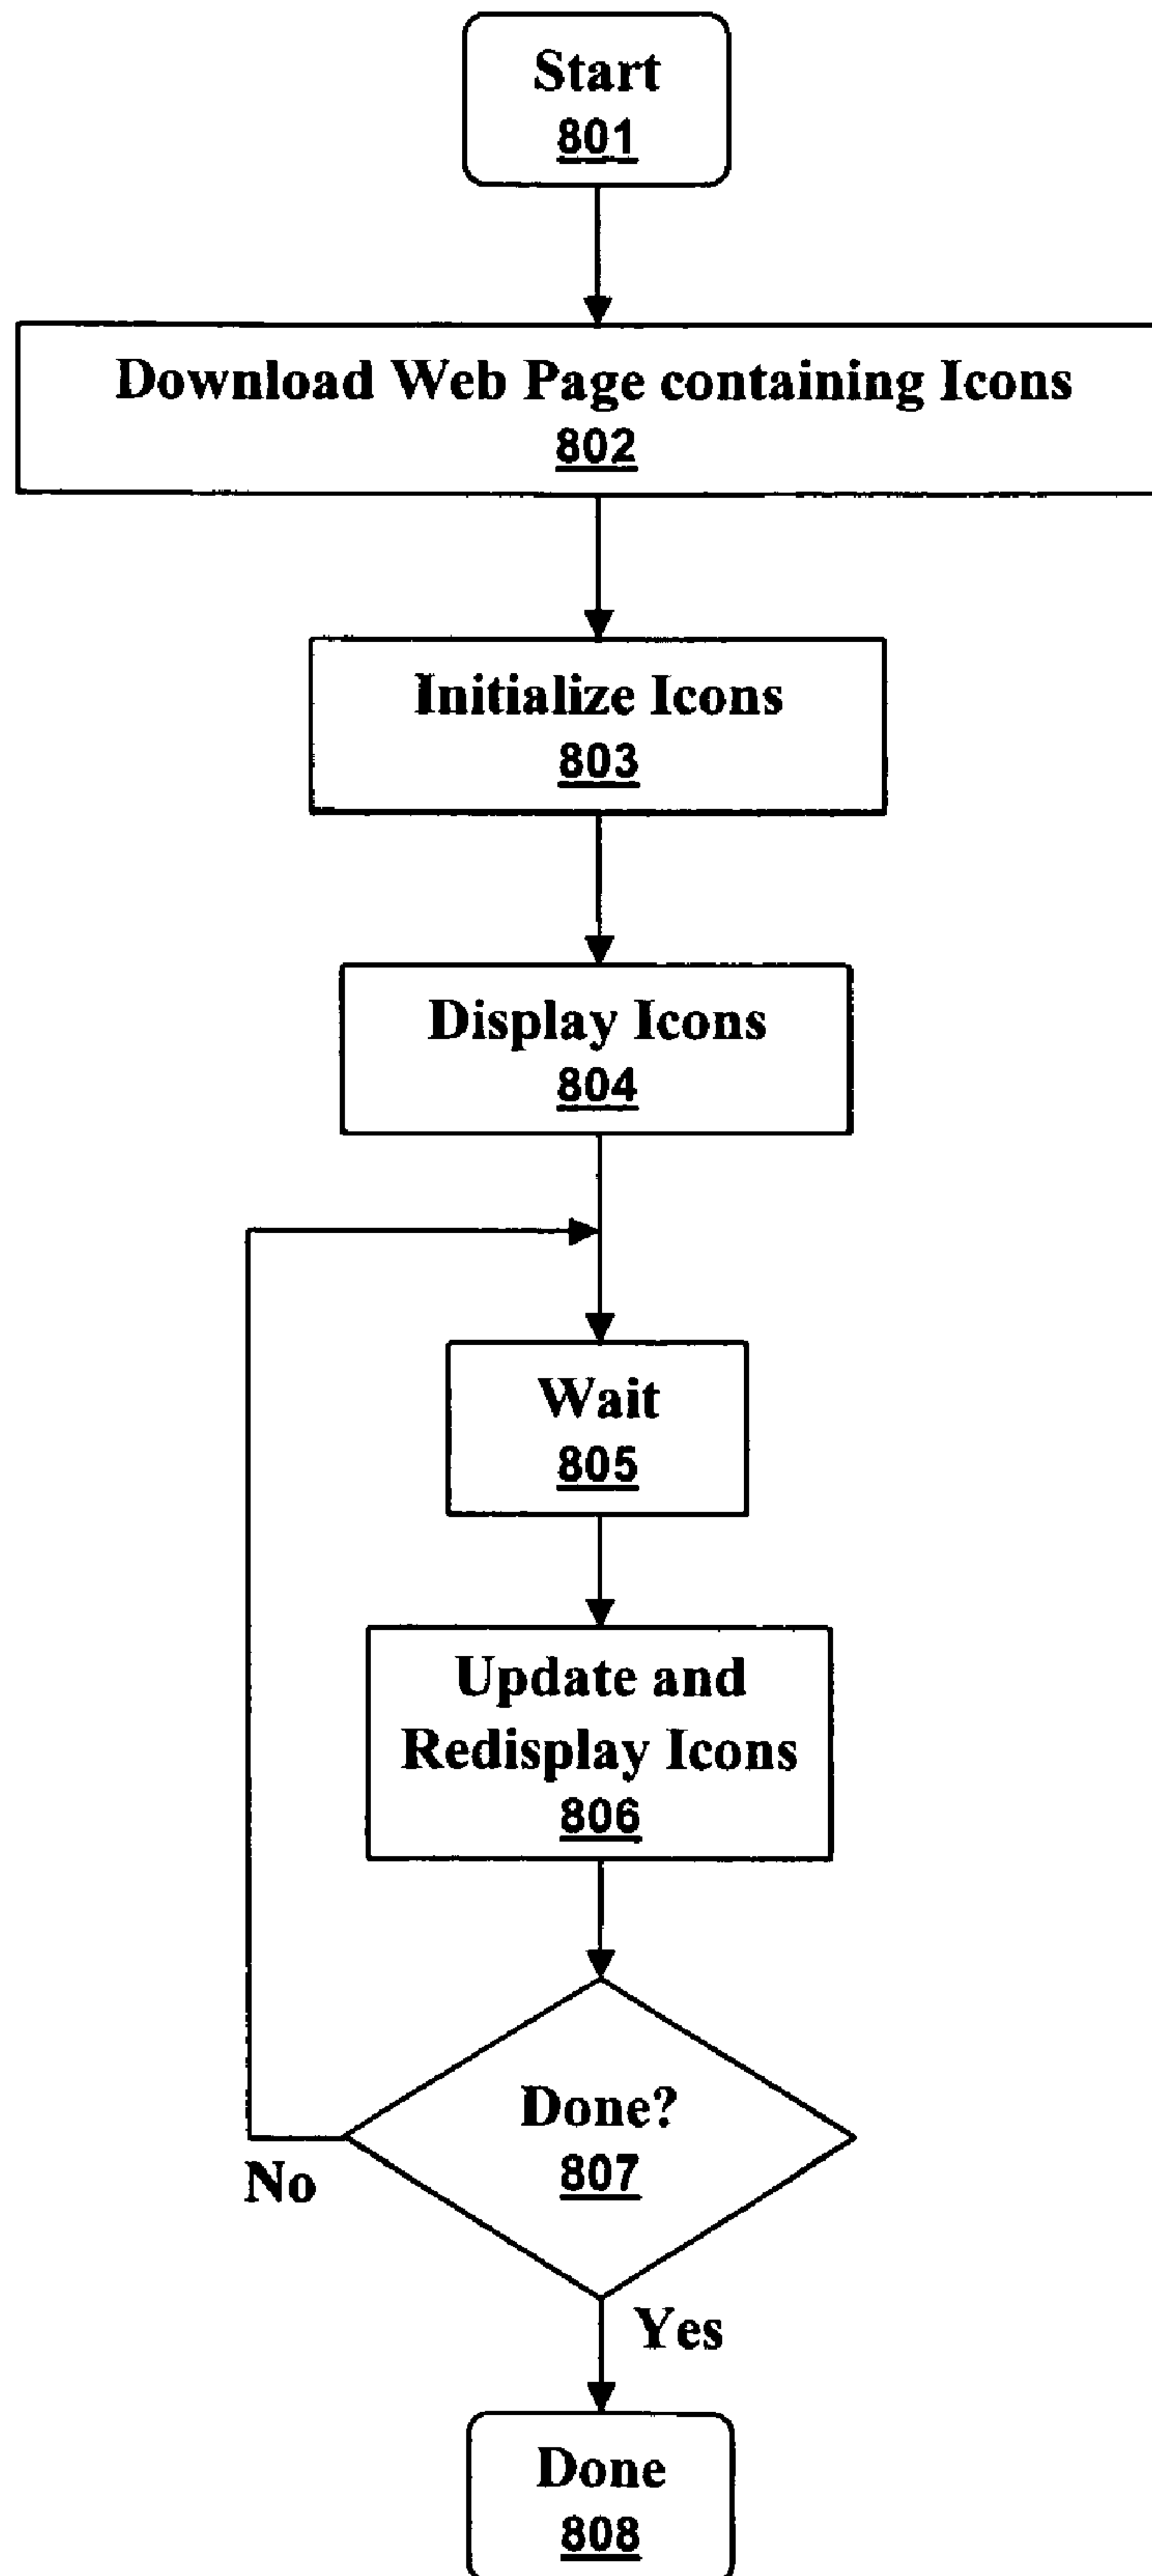 Start
801
Download Web Page containing Icons
802
Initialize Icons
803
Display Icons
804
Wait
805
Update and
Redisplay Icons
806
Done?
807
No
Yes
Done
808